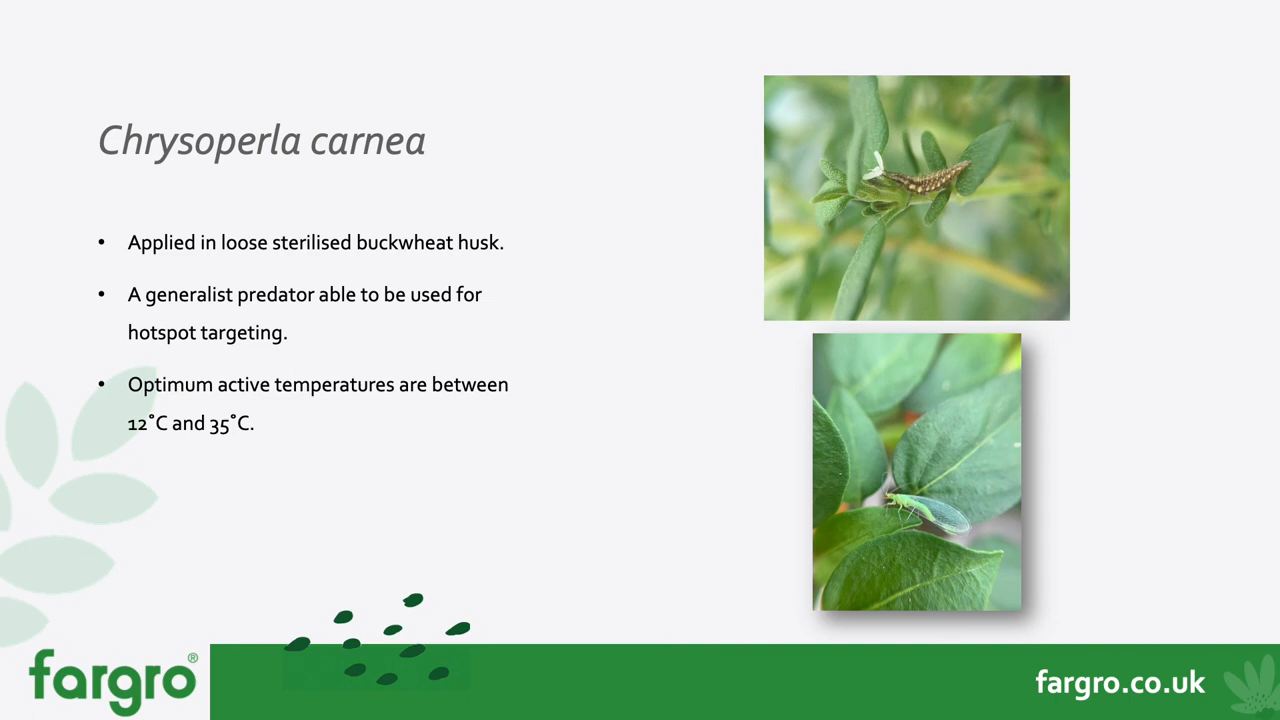 Chrysoperla carnea
• Applied in loose sterilised buckwheat husk.
• A generalist predator able to be used for
hotspot targeting.
• Optimum active temperatures are between
12˚C and 35˚C.
fargro®
fargro.co.uk